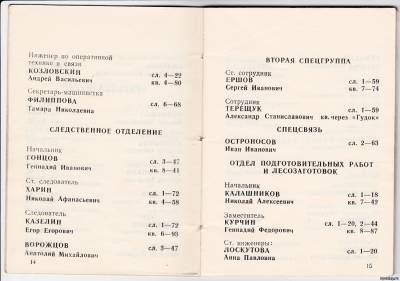 Инженер по оперативной
технике и связи
КОЗЛОВСКИЙ сл. 4—22
Андрей Васильевич кв. 4—80
Секретарь-машинистка
ФИЛИППОВА сл. 6—68
Тамара Николаевна
СЛЕДСТВЕННОЕ ОТДЕЛЕНИЕ
Начальник
ГОНЦОВ сл. 3—47
Геннадий Иванович кв. 8—41
Ст. следователь
ХАРИН сл. 1—72
Николай Афанасьевич кв. 4—58
Следователь
КАЗЕЛИН сл. 1—72
Егор Егорович кв. 6—93
ВОРОЖЦОВ сл. 3—47
Анатолий Михайлович
14
ВТОРАЯ СПЕЦГРУППА
Ст. сотрудник
ЕРШОВ сл. 1—59
Сергей Иванович кв. 7—74
Сотрудник
ТЕРЕЩУК сл. 1—59
Александр Станиславович кв. через «Гудок»
СПЕЦСВЯЗЬ
ОСТРОНОСОВ сл. 2—63
Иван Иванович
ОТДЕЛ ПОДГОТОВИТЕЛЬНЫХ РАБОТ
И ЛЕСОЗАГОТОВОК
Начальник
КАЛАШНИКОВ сл. 1—18
Николай Алексеевич кв. 7—42
Заместитель
КУРЧИН сл. 1—20, 2—44
Геннадий Федорович кв. 8—87
Ст. инженеры:
ЛОСКУТОВА сл. 1—20
Анна Павловна
15